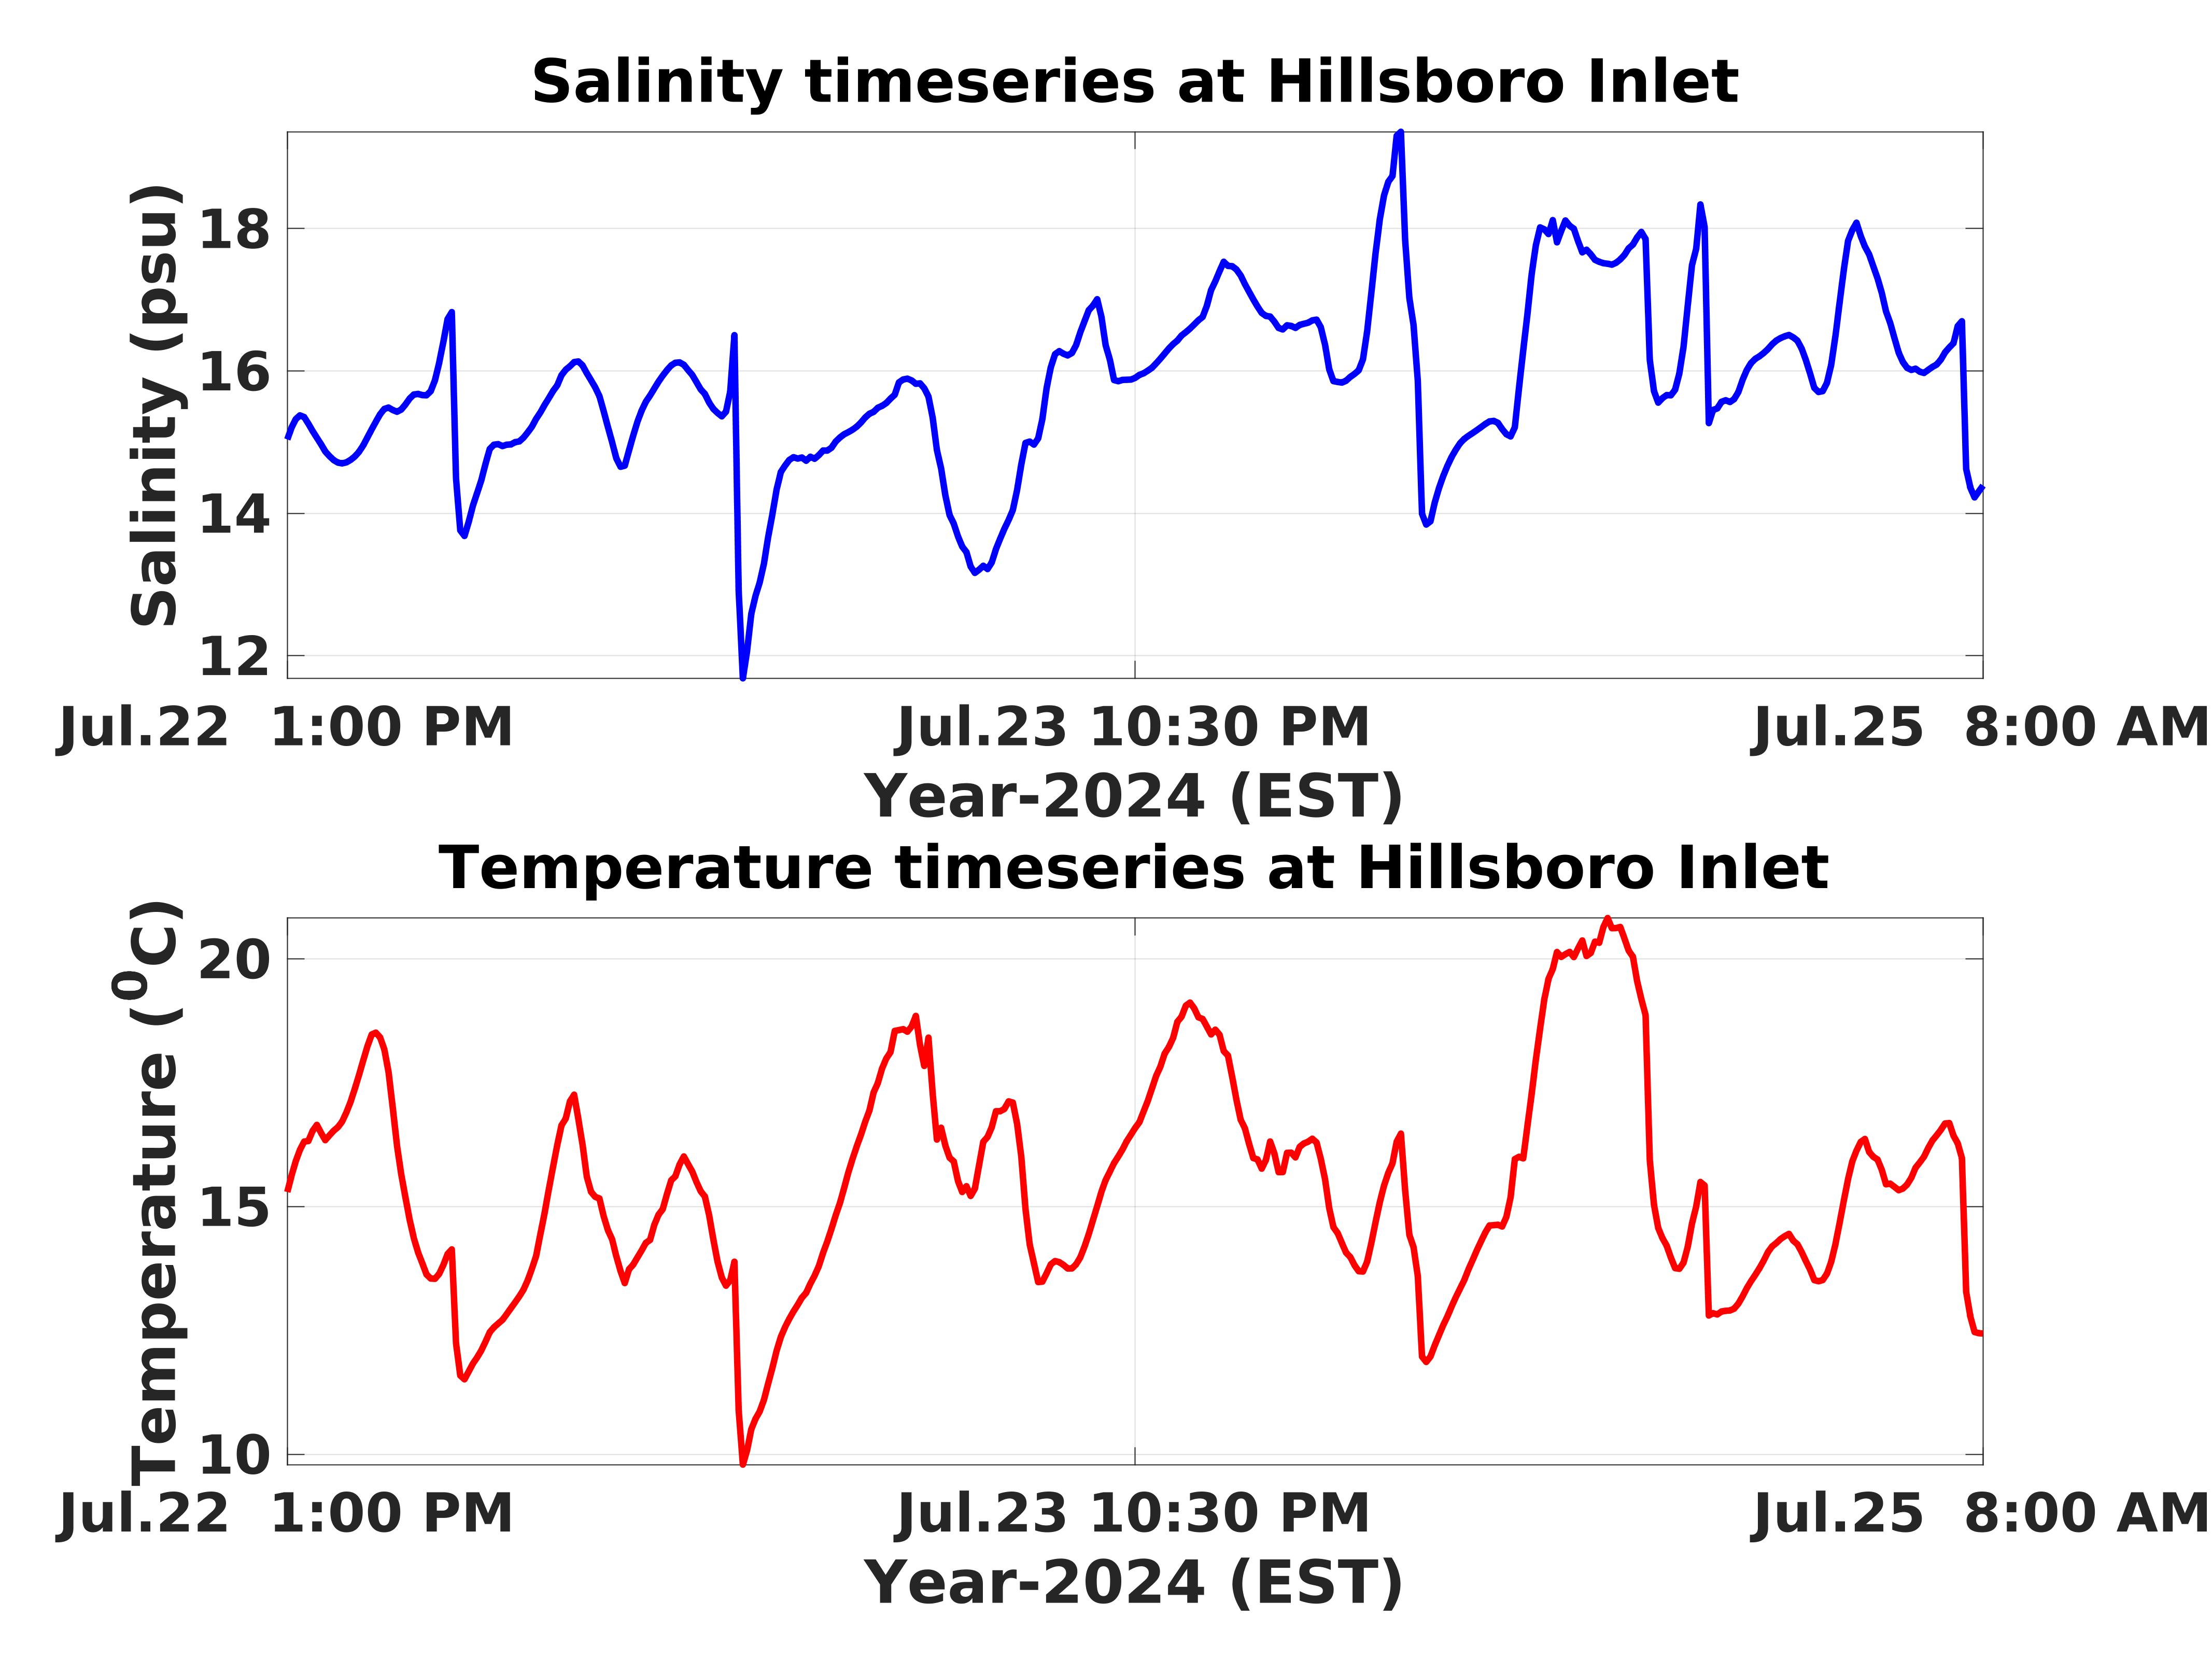 Salinity timeseries at Hillsboro Inlet
Salinity (psu)
18
16
14
12
Jul.22  1:00 PM
Jul.23 10:30 PM
Jul.25  8:00 AM
Year-2024 (EST)
Temperature timeseries at Hillsboro Inlet
Temperature (⁰C)
20
15
10
Jul.22  1:00 PM
Jul.23 10:30 PM
Jul.25  8:00 AM
Year-2024 (EST)